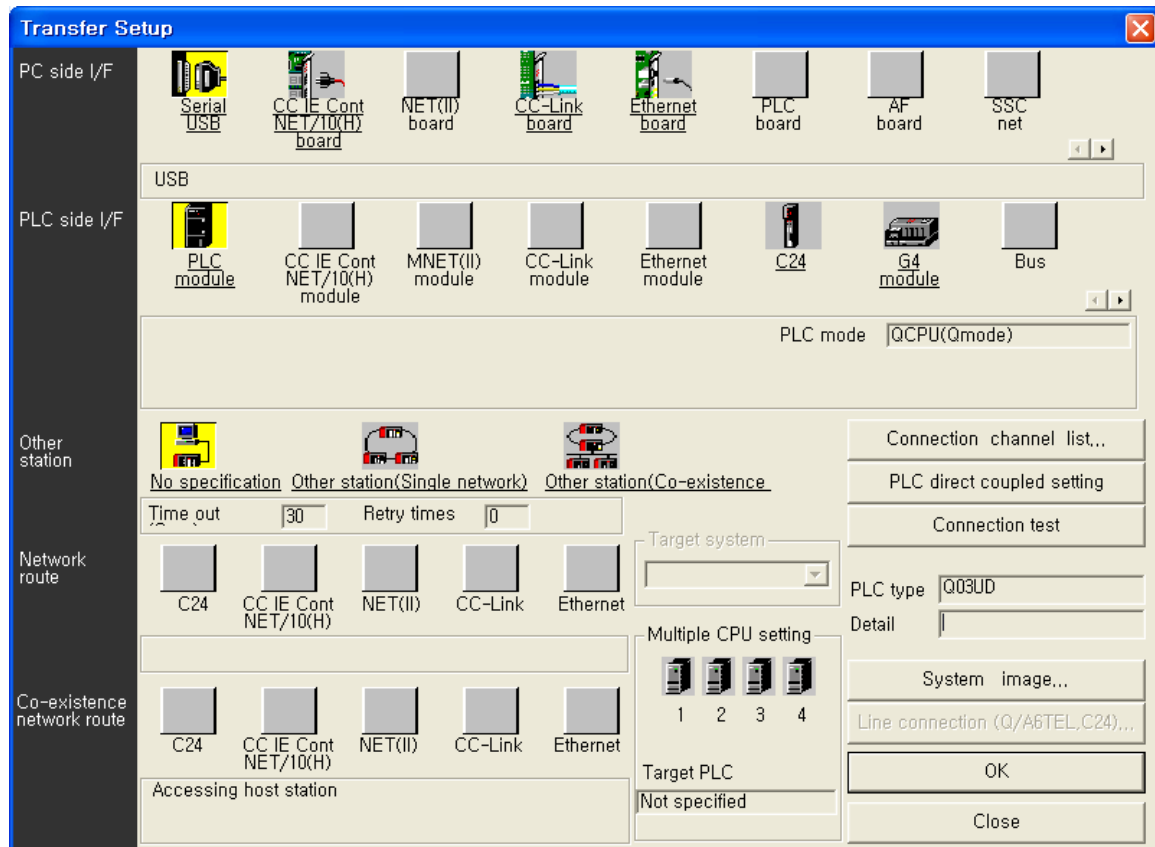 Transfer Setup
PC side I/F
Serial
USB
CC IE Cont
NET/10(H)
board
NET(II)
board
CC-Link
board
Ethernet
board
PLC
board
AF
board
SSC
net
USB
PLC side I/F
PLC
module
CC IE Cont
NET/10(H)
module
MNET(II)
module
CC-Link
module
Ethernet
module
C24
G4
module
Bus
PLC mode QCPU(Qmode)
Other
station
No specification
Other station(Single network)
Other station(Co-existence
Time out 30 Retry times 0
Connection channel list...
PLC direct coupled setting
Connection test
Network
route
C24
CC IE Cont
NET/10(H)
NET(II)
CC-Link
Ethernet
Target system
PLC type Q03UD
Detail
Multiple CPU setting
1 2 3 4
Target PLC
Not specified
System image...
Line connection (Q/A6TEL,C24)...
OK
Close
Co-existence
network route
C24
CC IE Cont
NET/10(H)
NET(II)
CC-Link
Ethernet
Accessing host station